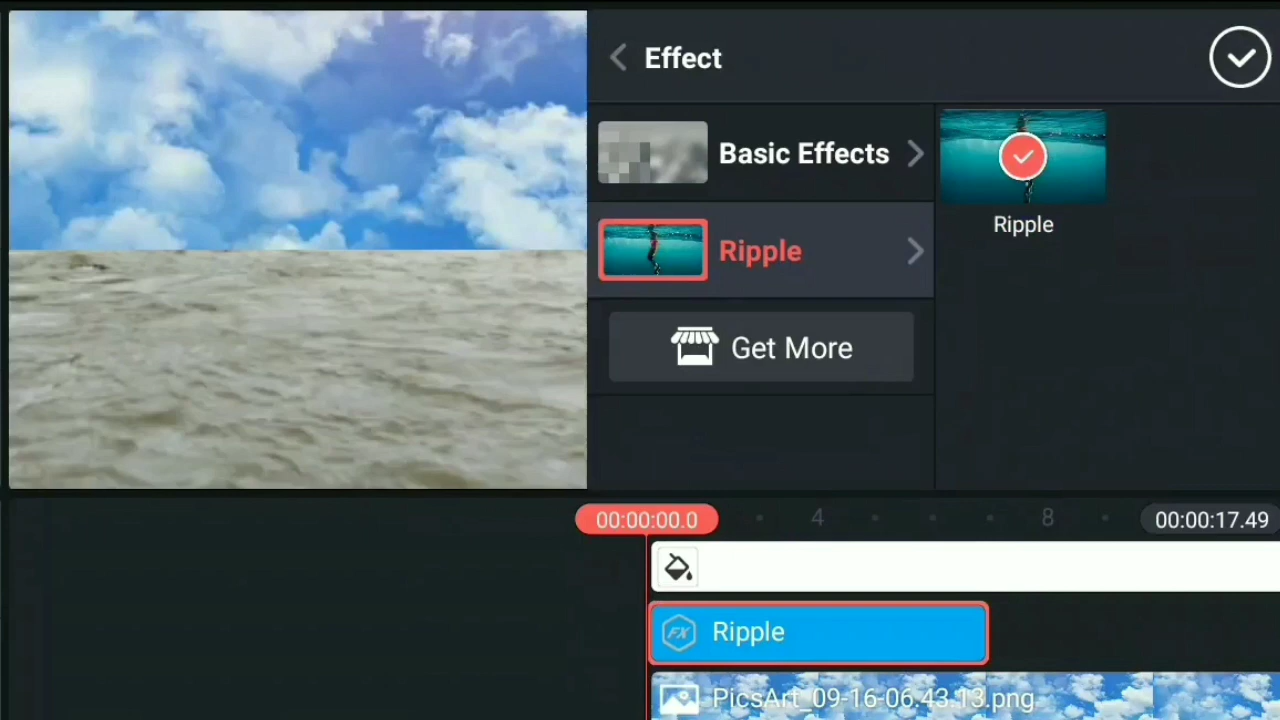 Effect
Basic Effects
Ripple
Ripple
Get More
00:00:00.0
4
8
00:00:17.49
FX
Ripple
PicsArt_09-16-06.43.13.png